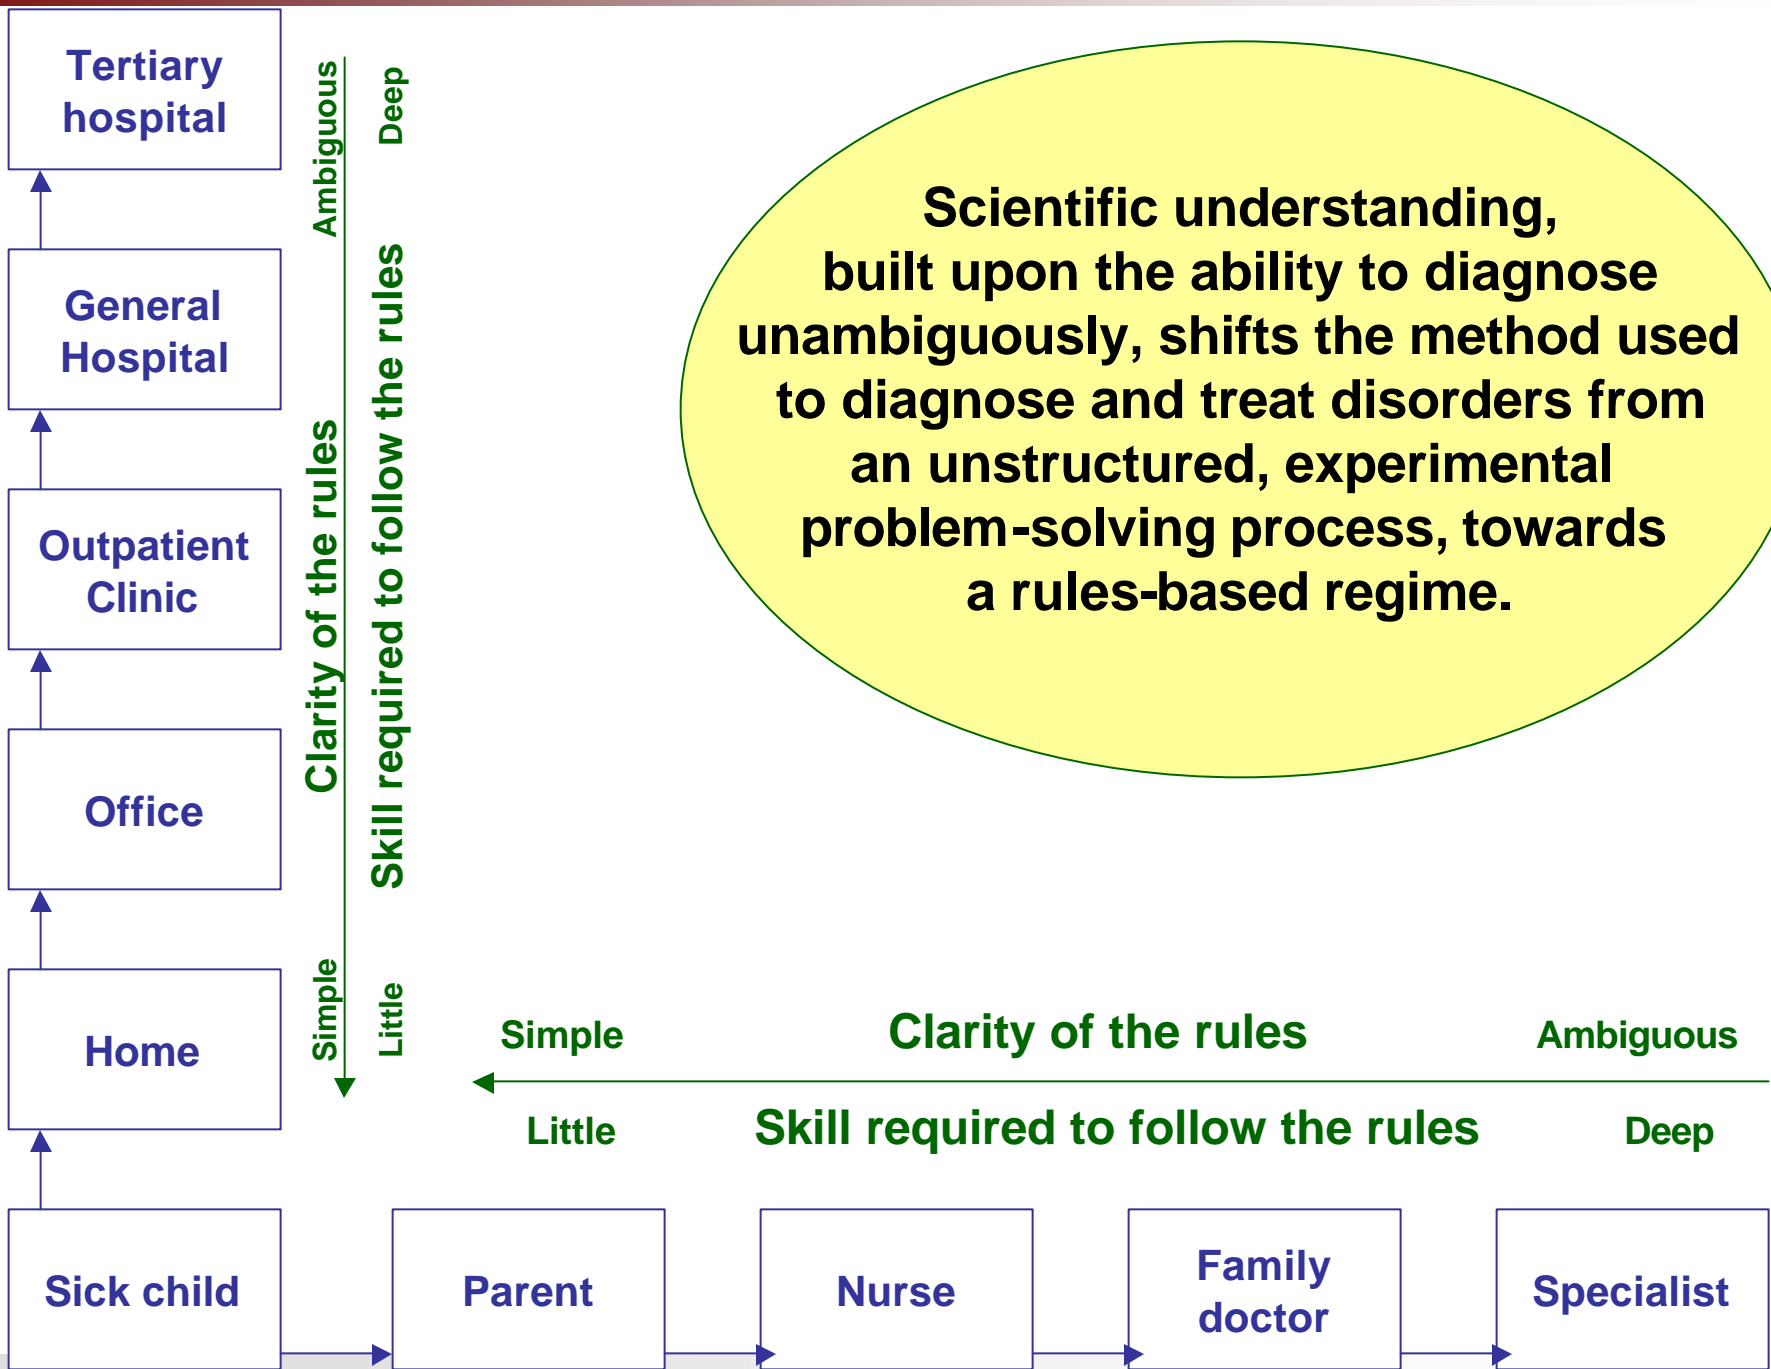 Tertiary
hospital
General
Hospital
Outpatient
Clinic
Office
Home
Sick child
Ambiguous
Clarity of the rules
Simple
Deep
Skill required to follow the rules
Little
Scientific understanding,
built upon the ability to diagnose
unambiguously, shifts the method used
to diagnose and treat disorders from
an unstructured, experimental
problem-solving process, towards
a rules-based regime.
Simple Clarity of the rules Ambiguous
Little Skill required to follow the rules Deep
Parent
Nurse
Family
doctor
Specialist